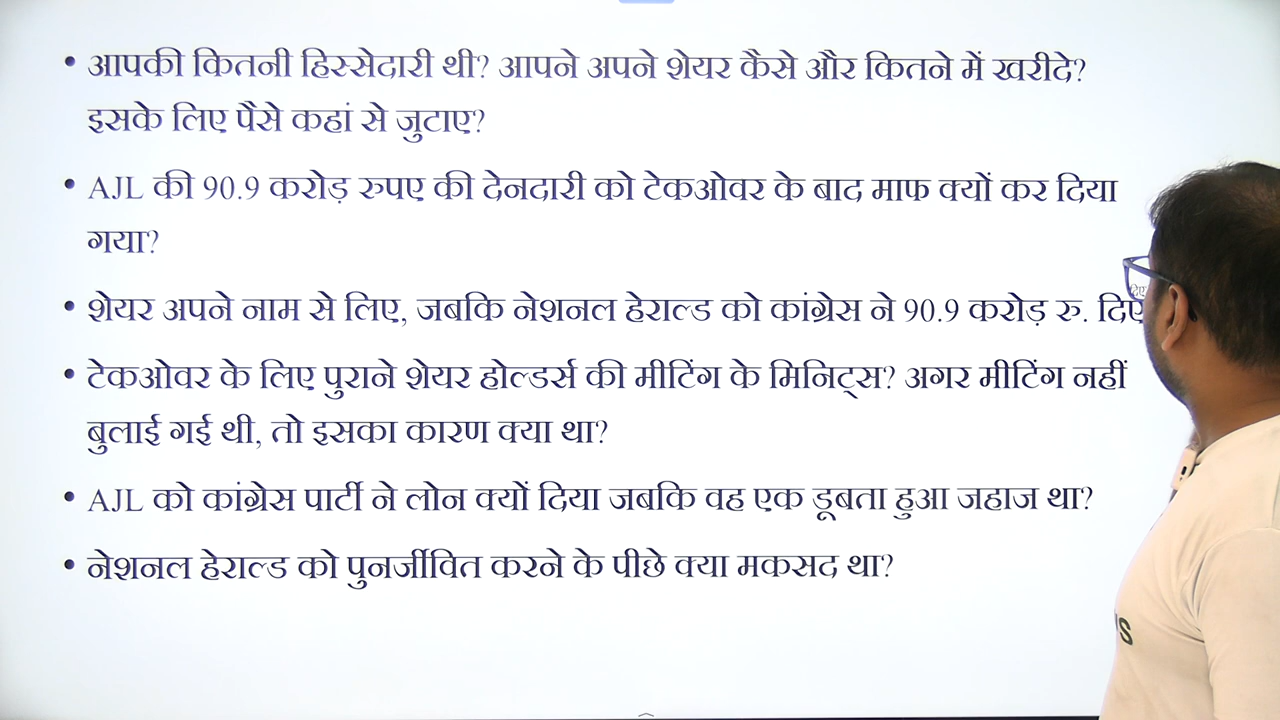 • आपकी कितनी हिस्सेदारी थी? आपने अपने शेयर कैसे और कितने में खरीदे?
इसके लिए पैसे कहां से जुटाए?
• AJL की 90.9 करोड़ रुपए की देनदारी को टेकओवर के बाद माफ क्यों कर दिया
गया?
• शेयर अपने नाम से लिए, जबकि नेशनल हेराल्ड को कांग्रेस ने 90.9 करोड़ रु. दिए
• टेकओवर के लिए पुराने शेयर होल्डर्स की मीटिंग के मिनिट्स? अगर मीटिंग नहीं
बुलाई गई थी, तो इसका कारण क्या था?
• AJL को कांग्रेस पार्टी ने लोन क्यों दिया जबकि वह एक डूबता हुआ जहाज था?
• नेशनल हेराल्ड को पुनर्जीवित करने के पीछे क्या मकसद था?